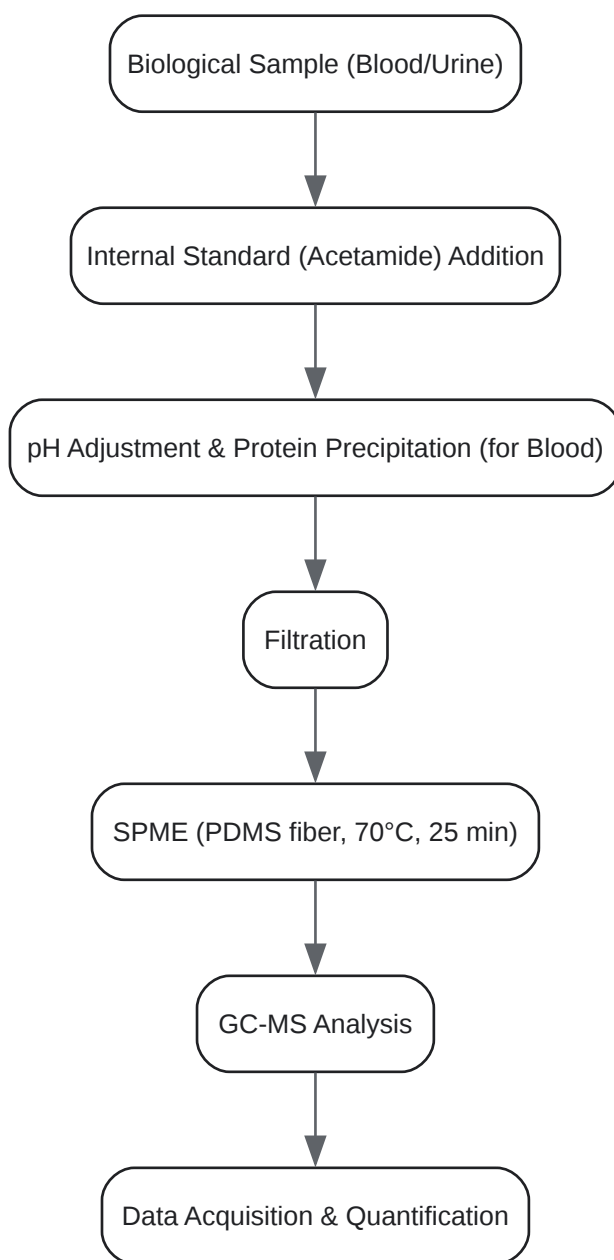 Biological Sample (Blood/Urine)
Internal Standard (Acetamide) Addition
pH Adjustment & Protein Precipitation (for Blood)
Filtration
SPME (PDMS fiber, 70°C, 25 min)
GC-MS Analysis
Data Acquisition & Quantification